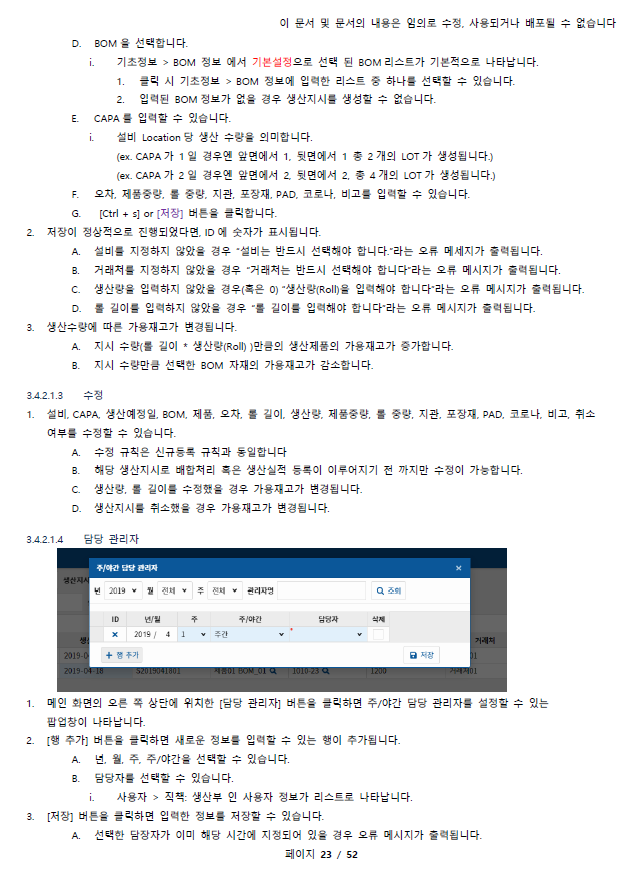 이 문서 및 문서의 내용은 임의로 수정, 사용되거나 배포될 수 없습니다
D. BOM 을 선택합니다.
i. 기초정보 > BOM 정보 에서 기본설정으로 선택 된 BOM 리스트가 기본적으로 나타납니다.
1. 클릭 시 기초정보 > BOM 정보에 입력한 리스트 중 하나를 선택할 수 있습니다.
2. 입력된 BOM 정보가 없을 경우 생산지시를 생성할 수 없습니다.
E. CAPA 를 입력할 수 있습니다.
i. 설비 Location 당 생산 수량을 의미합니다.
(ex. CAPA 가 1 일 경우엔 앞면에서 1, 뒷면에서 1 총 2 개의 LOT 가 생성됩니다.)
(ex. CAPA 가 2 일 경우엔 앞면에서 2, 뒷면에서 2, 총 4 개의 LOT 가 생성됩니다.)
F. 오차, 제품중량, 롤 중량, 지관, 포장재, PAD, 코로나, 비고를 입력할 수 있습니다.
G. [Ctrl + s] or [저장] 버튼을 클릭합니다.
2. 저장이 정상적으로 진행되었다면, ID 에 숫자가 표시됩니다.
A. 설비를 지정하지 않았을 경우 "설비는 반드시 선택해야 합니다."라는 오류 메세지가 출력됩니다.
B. 거래처를 지정하지 않았을 경우 "거래처는 반드시 선택해야 합니다"라는 오류 메시지가 출력됩니다.
C. 생산량을 입력하지 않았을 경우(혹은 0) "생산량(Roll)을 입력해야 합니다"라는 오류 메시지가 출력됩니다.
D. 롤 길이를 입력하지 않았을 경우 "롤 길이를 입력해야 합니다"라는 오류 메시지가 출력됩니다.
3. 생산수량에 따른 가용재고가 변경됩니다.
A. 지시 수량(롤 길이 * 생산량(Roll) )만큼의 생산제품의 가용재고가 증가합니다.
B. 지시 수량만큼 선택한 BOM 자재의 가용재고가 감소합니다.
3.4.2.1.3 수정
1. 설비, CAPA, 생산예정일, BOM, 제품, 오차, 롤 길이, 생산량, 제품중량, 롤 중량, 지관, 포장재, PAD, 코로나, 비고, 취소
여부를 수정할 수 있습니다.
A. 수정 규칙은 신규등록 규칙과 동일합니다
B. 해당 생산지시로 배합처리 혹은 생산실적 등록이 이루어지기 전 까지만 수정이 가능합니다.
C. 생산량, 롤 길이를 수정했을 경우 가용재고가 변경됩니다.
D. 생산지시를 취소했을 경우 가용재고가 변경됩니다.
3.4.2.1.4 담당 관리자
주/야간 담당 관리자 ×
생산지시
년 2019 월 전체 주 전체 관리자명 조회
ID 년/월 주 주/야간 담당자 삭제
× 2019 / 4 1 주간 *
생산 거래처
+ 행 추가 저장
2019-0 01
2019-04-18 S2019041801 제품01 BOM_01 1010-23 1200 거래처01
1. 메인 화면의 오른 쪽 상단에 위치한 [담당 관리자] 버튼을 클릭하면 주/야간 담당 관리자를 설정할 수 있는
팝업창이 나타납니다.
2. [행 추가] 버튼을 클릭하면 새로운 정보를 입력할 수 있는 행이 추가됩니다.
A. 년, 월, 주, 주/야간을 선택할 수 있습니다.
B. 담당자를 선택할 수 있습니다.
i. 사용자 > 직책: 생산부 인 사용자 정보가 리스트로 나타납니다.
3. [저장] 버튼을 클릭하면 입력한 정보를 저장할 수 있습니다.
A. 선택한 담장자가 이미 해당 시간에 지정되어 있을 경우 오류 메시지가 출력됩니다.
페이지 23 / 52